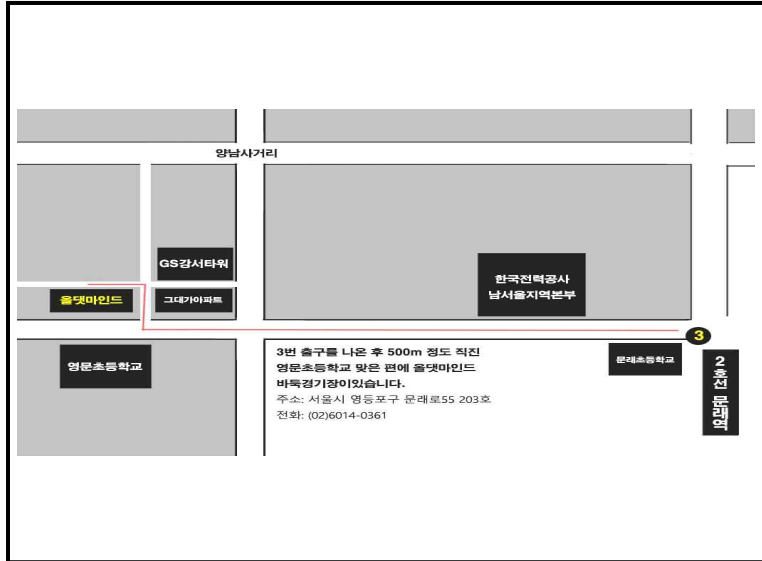 양남사거리
GS강서타워
한국전력공사
남서울지역본부
올댓마인드
그대가아파트
3
영문초등학교
3번 출구를 나온 후 500m 정도 직진
영문초등학교 맞은 편에 올댓마인드
바둑경기장이있습니다.
주소: 서울시 영등포구 문래로55 203호
전화: (02)6014-0361
문래초등학교
2호선 문래역